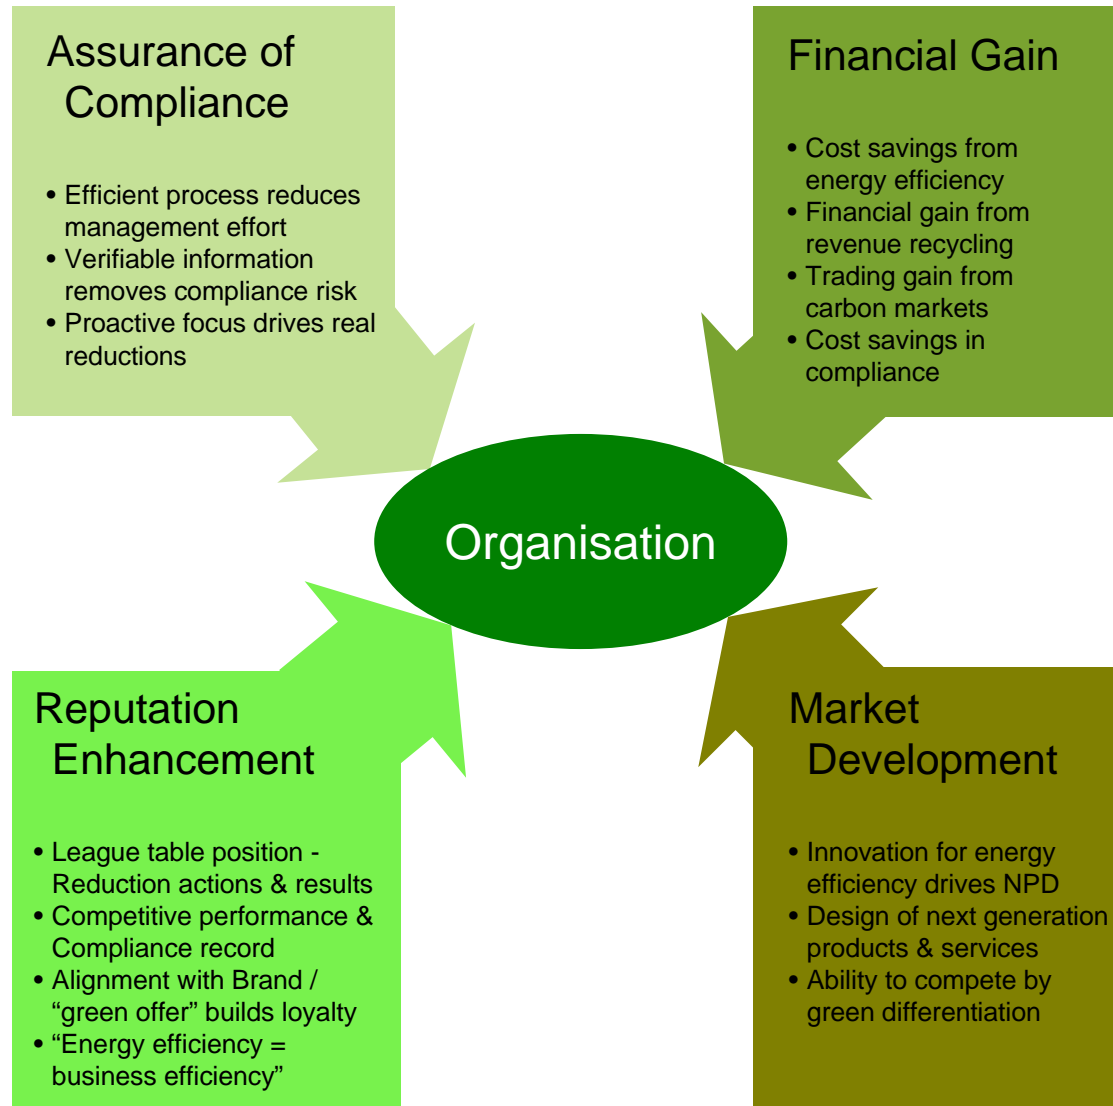 Assurance of
Compliance
• Efficient process reduces
management effort
• Verifiable information
removes compliance risk
• Proactive focus drives real
reductions
Financial Gain
• Cost savings from
energy efficiency
• Financial gain from
revenue recycling
• Trading gain from
carbon markets
• Cost savings in
compliance
Organisation
Reputation
Enhancement
• League table position -
Reduction actions & results
• Competitive performance &
Compliance record
• Alignment with Brand /
“green offer” builds loyalty
• “Energy efficiency =
business efficiency”
Market
Development
• Innovation for energy
efficiency drives NPD
• Design of next generation
products & services
• Ability to compete by
green differentiation